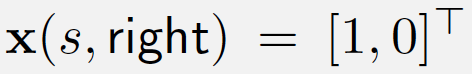 x(s, right) = [1, 0]⊤